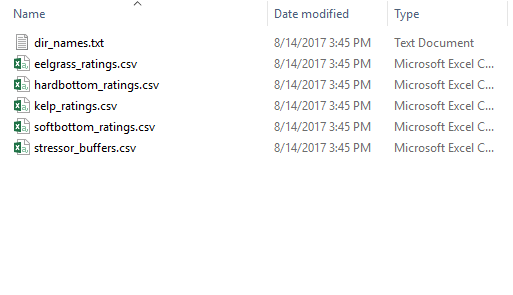 Name Date modified Type
dir_names.txt 8/14/2017 3:45 PM Text Document
eelgrass_ratings.csv 8/14/2017 3:45 PM Microsoft Excel C...
hardbottom_ratings.csv 8/14/2017 3:45 PM Microsoft Excel C...
kelp_ratings.csv 8/14/2017 3:45 PM Microsoft Excel C...
softbottom_ratings.csv 8/14/2017 3:45 PM Microsoft Excel C...
stressor_buffers.csv 8/14/2017 3:45 PM Microsoft Excel C...